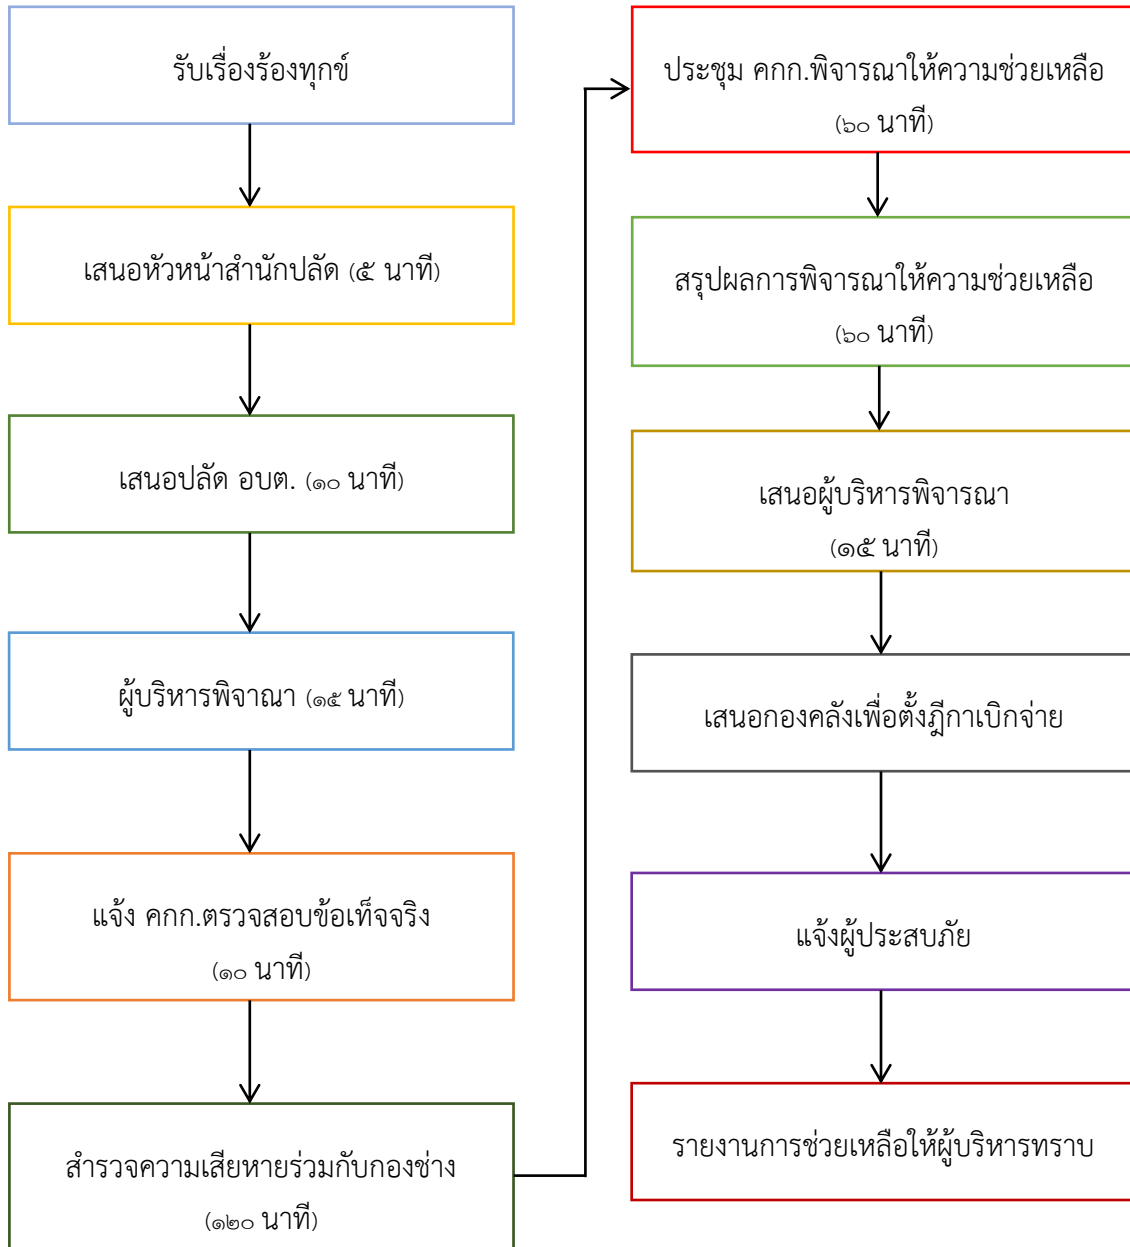 รับเรื่องร้องทุกข์
เสนอหัวหน้าสำนักปลัด (๕ นาที)
เสนอปลัด อบต. (๑๐ นาที)
ผู้บริหารพิจาณา (๑๕ นาที)
แจ้ง คกก.ตรวจสอบข้อเท็จจริง
(๑๐ นาที)
สำรวจความเสียหายร่วมกับกองช่าง
(๑๒๐ นาที)
ประชุม คกก.พิจารณาให้ความช่วยเหลือ
(๖๐ นาที)
สรุปผลการพิจารณาให้ความช่วยเหลือ
(๖๐ นาที)
เสนอผู้บริหารพิจารณา
(๑๕ นาที)
เสนอกองคลังเพื่อตั้งฎีกาเบิกจ่าย
แจ้งผู้ประสบภัย
รายงานการช่วยเหลือให้ผู้บริหารทราบ